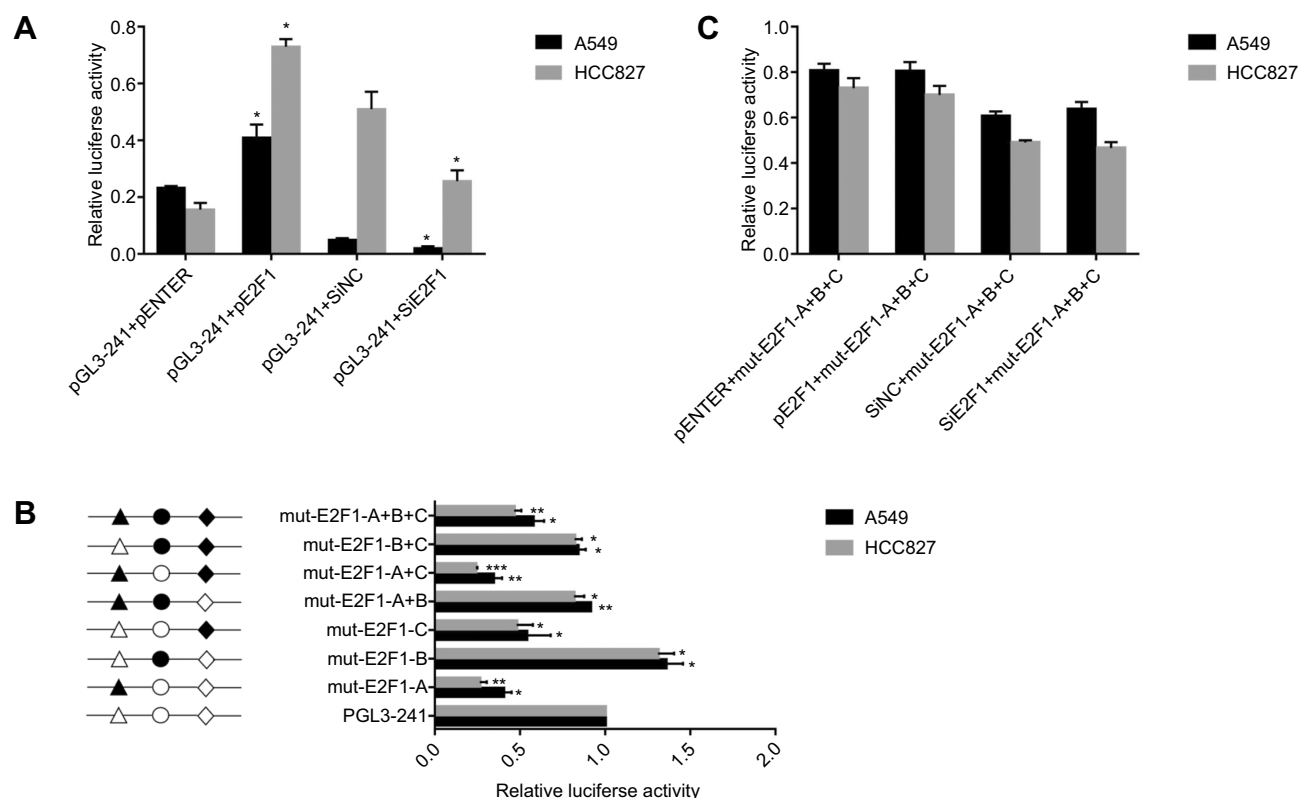 A
Relative luciferse activity
0.8
0.6
0.4
0.2
0.0
*
*
*
*
A549
HCC827
pGL3-241+pENTER
pGL3-241+pE2F1
pGL3-241+SiNC
pGL3-241+SiE2F1
C
Relative luciferse activity
1.0
0.8
0.6
0.4
0.2
0.0
A549
HCC827
pENTER+mut-E2F1-A+B+C
pE2F1+mut-E2F1-A+B+C
SiNC+mut-E2F1-A+B+C
SiE2F1+mut-E2F1-A+B+C
B
mut-E2F1-A+B+C
**
*
mut-E2F1-B+C
*
*
mut-E2F1-A+C
***
**
mut-E2F1-A+B
*
**
mut-E2F1-C
*
*
mut-E2F1-B
*
*
mut-E2F1-A
**
*
PGL3-241
0.0
0.5
1.0
1.5
2.0
Relative luciferse activity
A549
HCC827